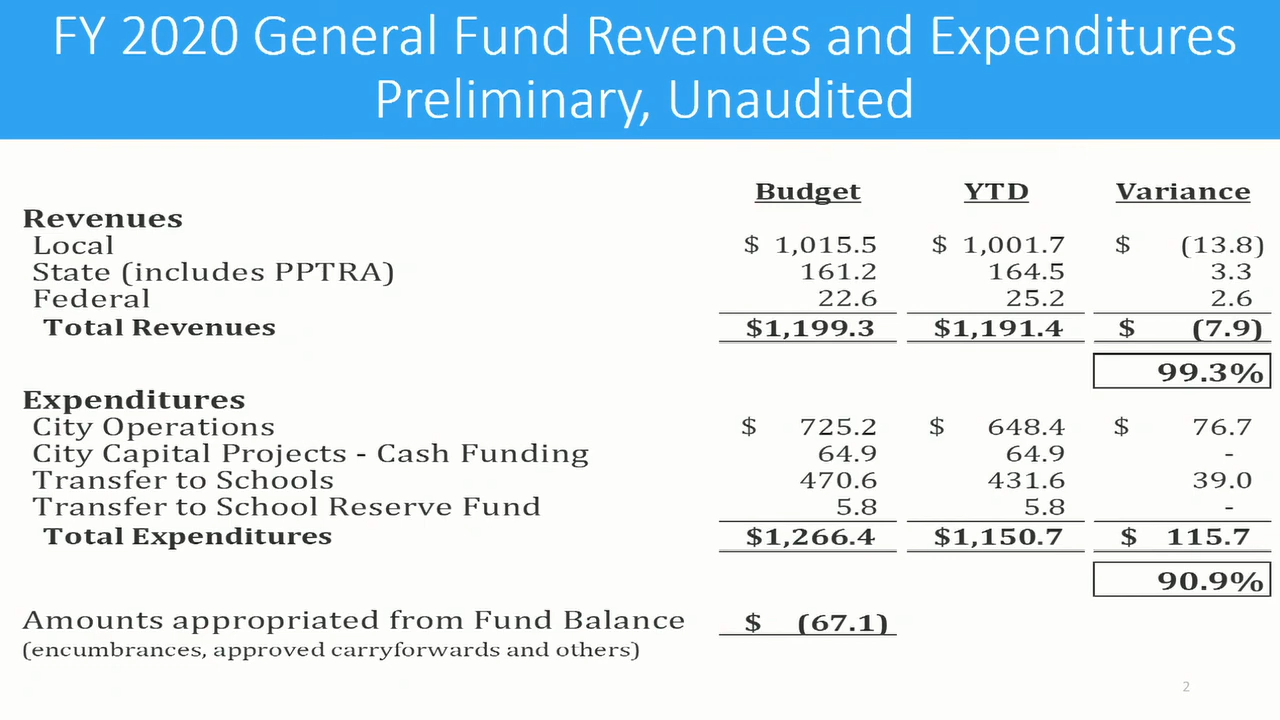 FY 2020 General Fund Revenues and Expenditures
Preliminary, Unaudited
Budget YTD Variance
Revenues
Local $ 1,015.5 $ 1,001.7 $ (13.8)
State (includes PPTRA) 161.2 164.5 3.3
Federal 22.6 25.2 2.6
Total Revenues $1,199.3 $1,191.4 $ (7.9)
99.3%
Expenditures
City Operations $ 725.2 $ 648.4 $ 76.7
City Capital Projects - Cash Funding 64.9 64.9 -
Transfer to Schools 470.6 431.6 39.0
Transfer to School Reserve Fund 5.8 5.8 -
Total Expenditures $1,266.4 $1,150.7 $ 115.7
90.9%
Amounts appropriated from Fund Balance $ (67.1)
(encumbrances, approved carryforwards and others)
2